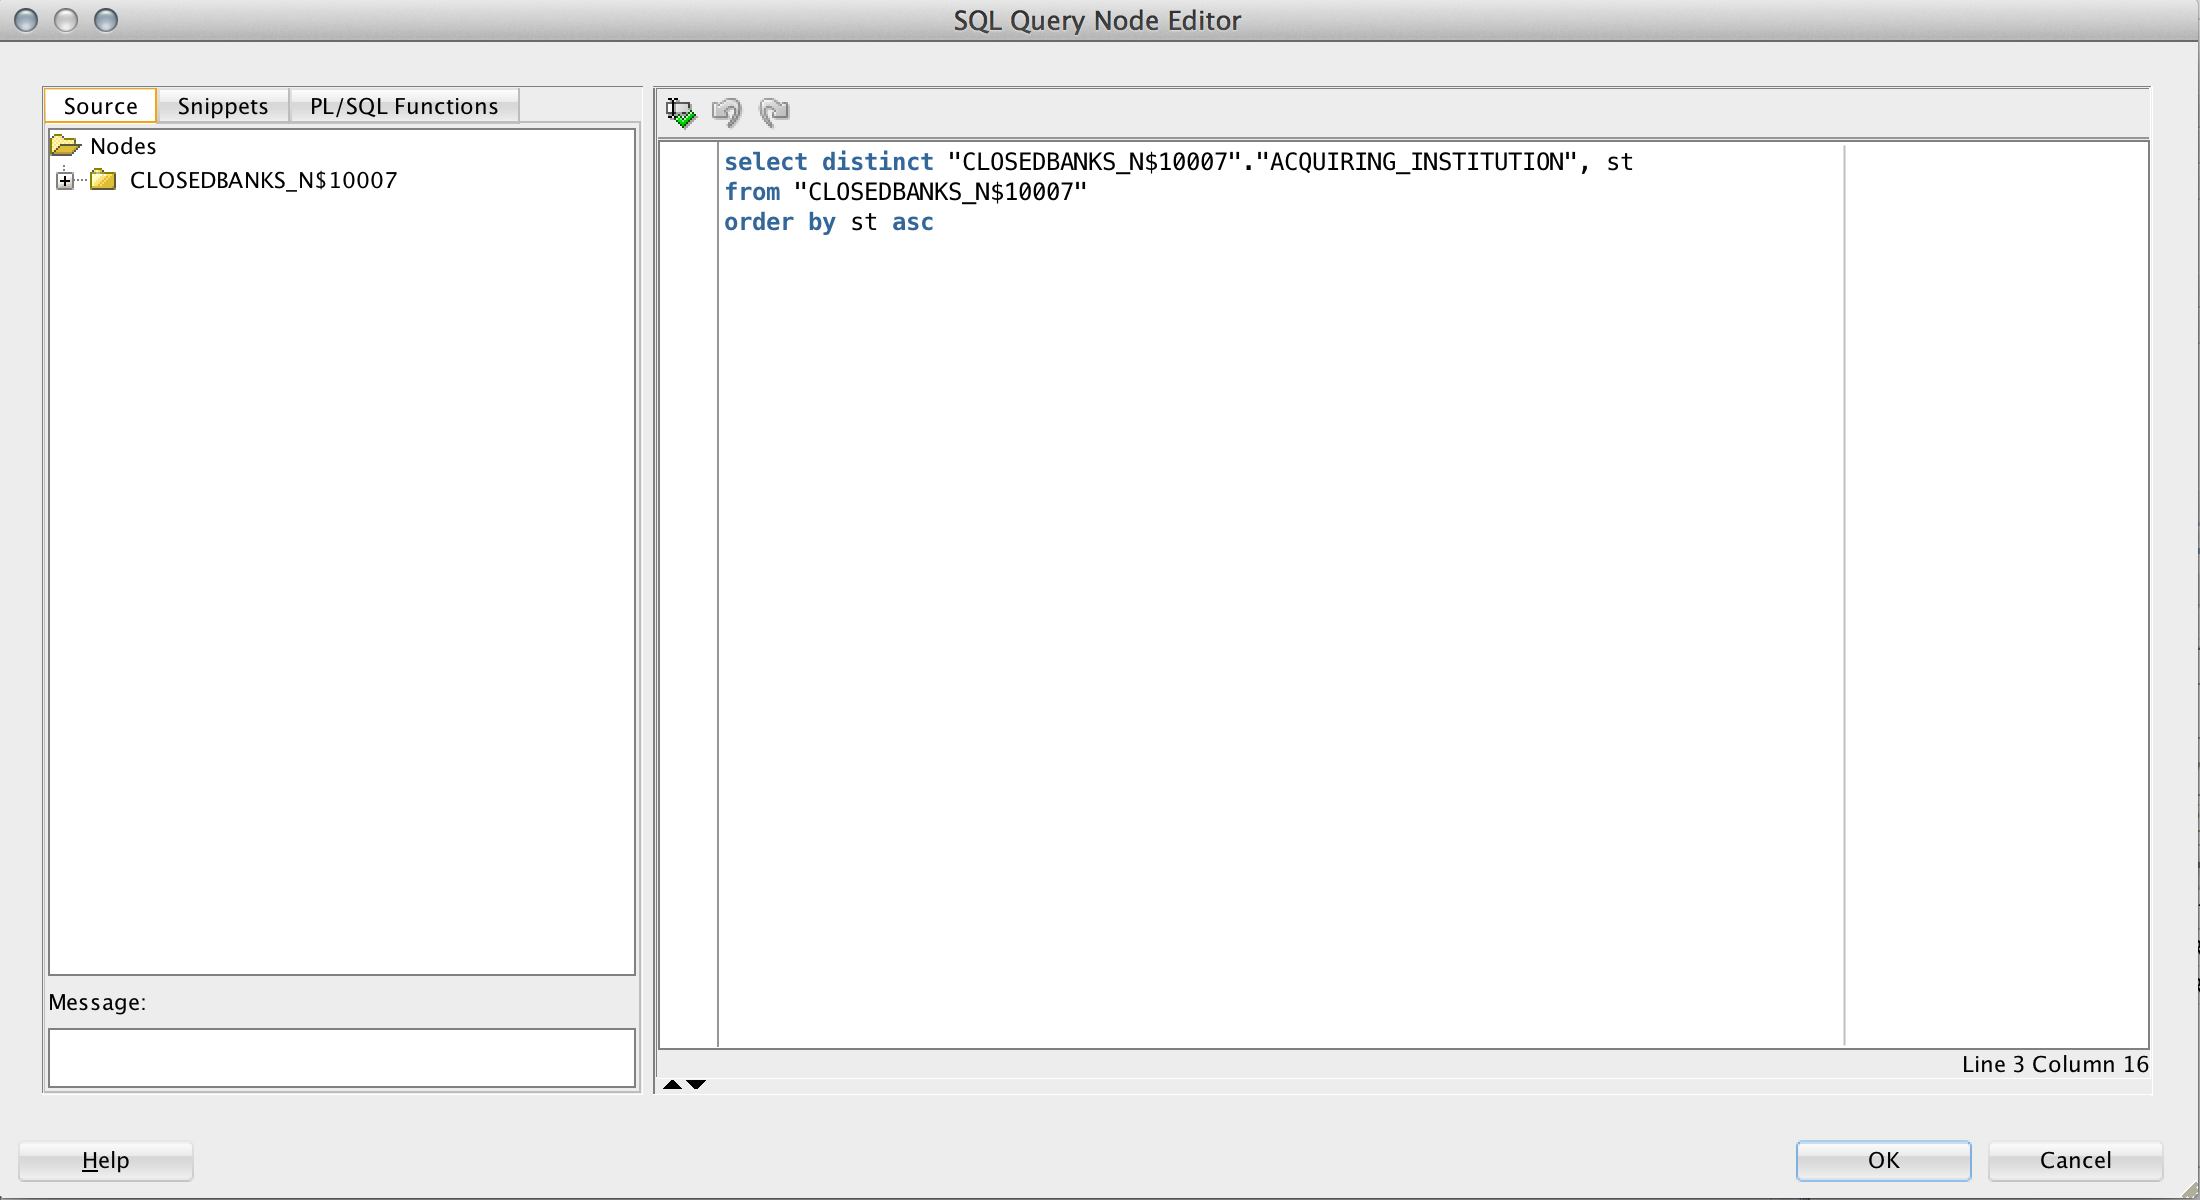 SQL Query Node Editor
Source Snippets PL/SQL Functions
Nodes
CLOSEDBANKS_N$10007
select distinct "CLOSEDBANKS_N$10007"."ACQUIRING_INSTITUTION", st
from "CLOSEDBANKS_N$10007"
order by st asc
Message:
Line 3 Column 16
Help OK Cancel